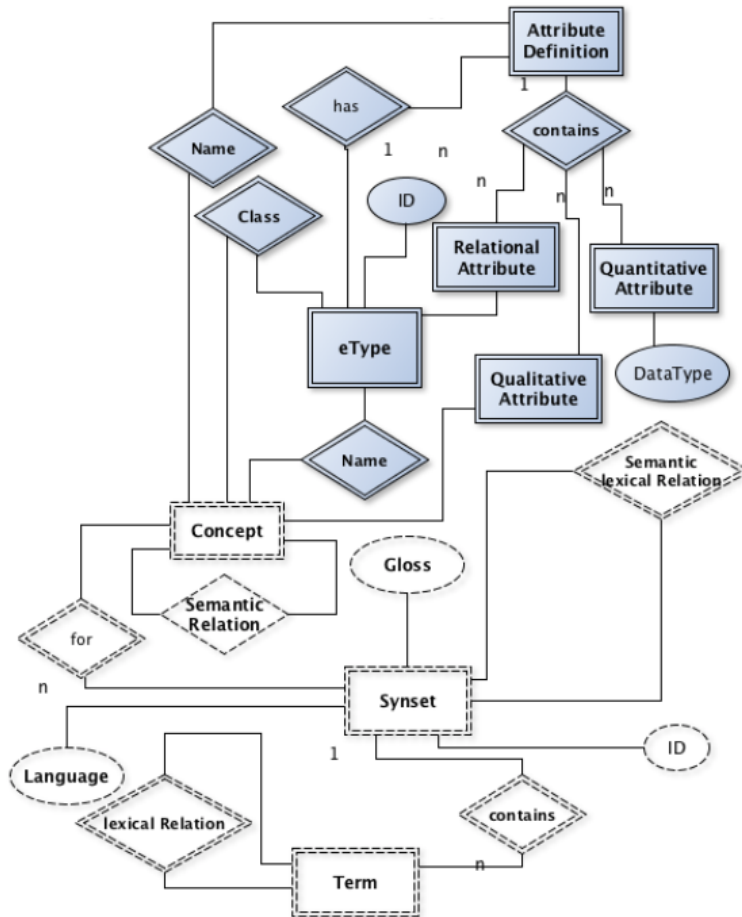 Attribute
Definition
1
has
contains
Name
1
n
n
n
n
ID
Class
Relational
Attribute
Quantitative
Attribute
eType
Qualitative
Attribute
DataType
Name
Semantic
lexical Relation
Concept
Gloss
Semantic
Relation
for
n
Synset
1
ID
Language
lexical Relation
contains
n
Term